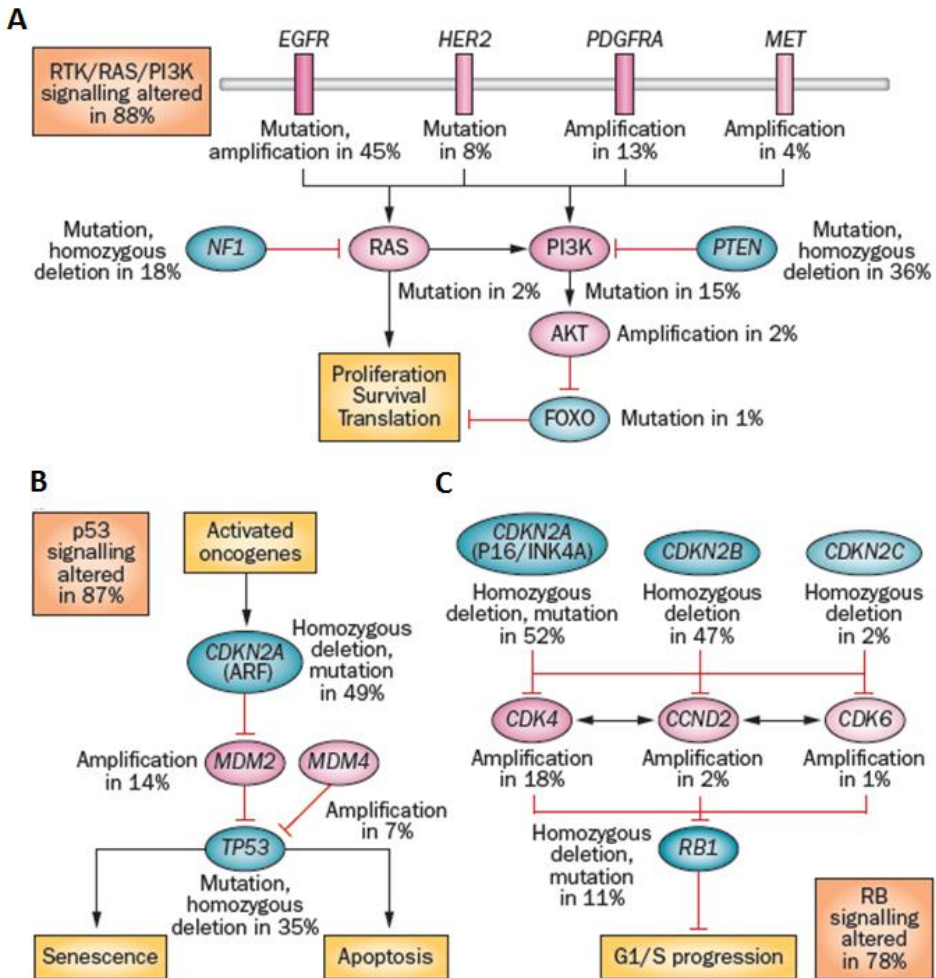 A
RTK/RAS/PI3K
signalling altered
in 88%
EGFR
HER2
PDGFRA
MET
Mutation,
amplification in 45%
Mutation
in 8%
Amplification
in 13%
Amplification
in 4%
Mutation,
homozygous
deletion in 18%
NF1
RAS
PI3K
PTEN
Mutation,
homozygous
deletion in 36%
Mutation in 2%
Mutation in 15%
AKT
Amplification in 2%
Proliferation
Survival
Translation
FOXO
Mutation in 1%
B
p53
signalling
altered
in 87%
Activated
oncogenes
CDKN2A
(ARF)
Homozygous
deletion,
mutation
in 49%
Amplification
in 14%
MDM2
MDM4
Amplification
in 7%
TP53
Mutation,
homozygous
deletion in 35%
Senescence
Apoptosis
C
CDKN2A
(P16/INK4A)
CDKN2B
CDKN2C
Homozygous
deletion, mutation
in 52%
Homozygous
deletion
in 47%
Homozygous
deletion
in 2%
CDK4
CCND2
CDK6
Amplification
in 18%
Amplification
in 2%
Amplification
in 1%
Homozygous
deletion,
mutation
in 11%
RB1
G1/S progression
RB
signalling
altered
in 78%